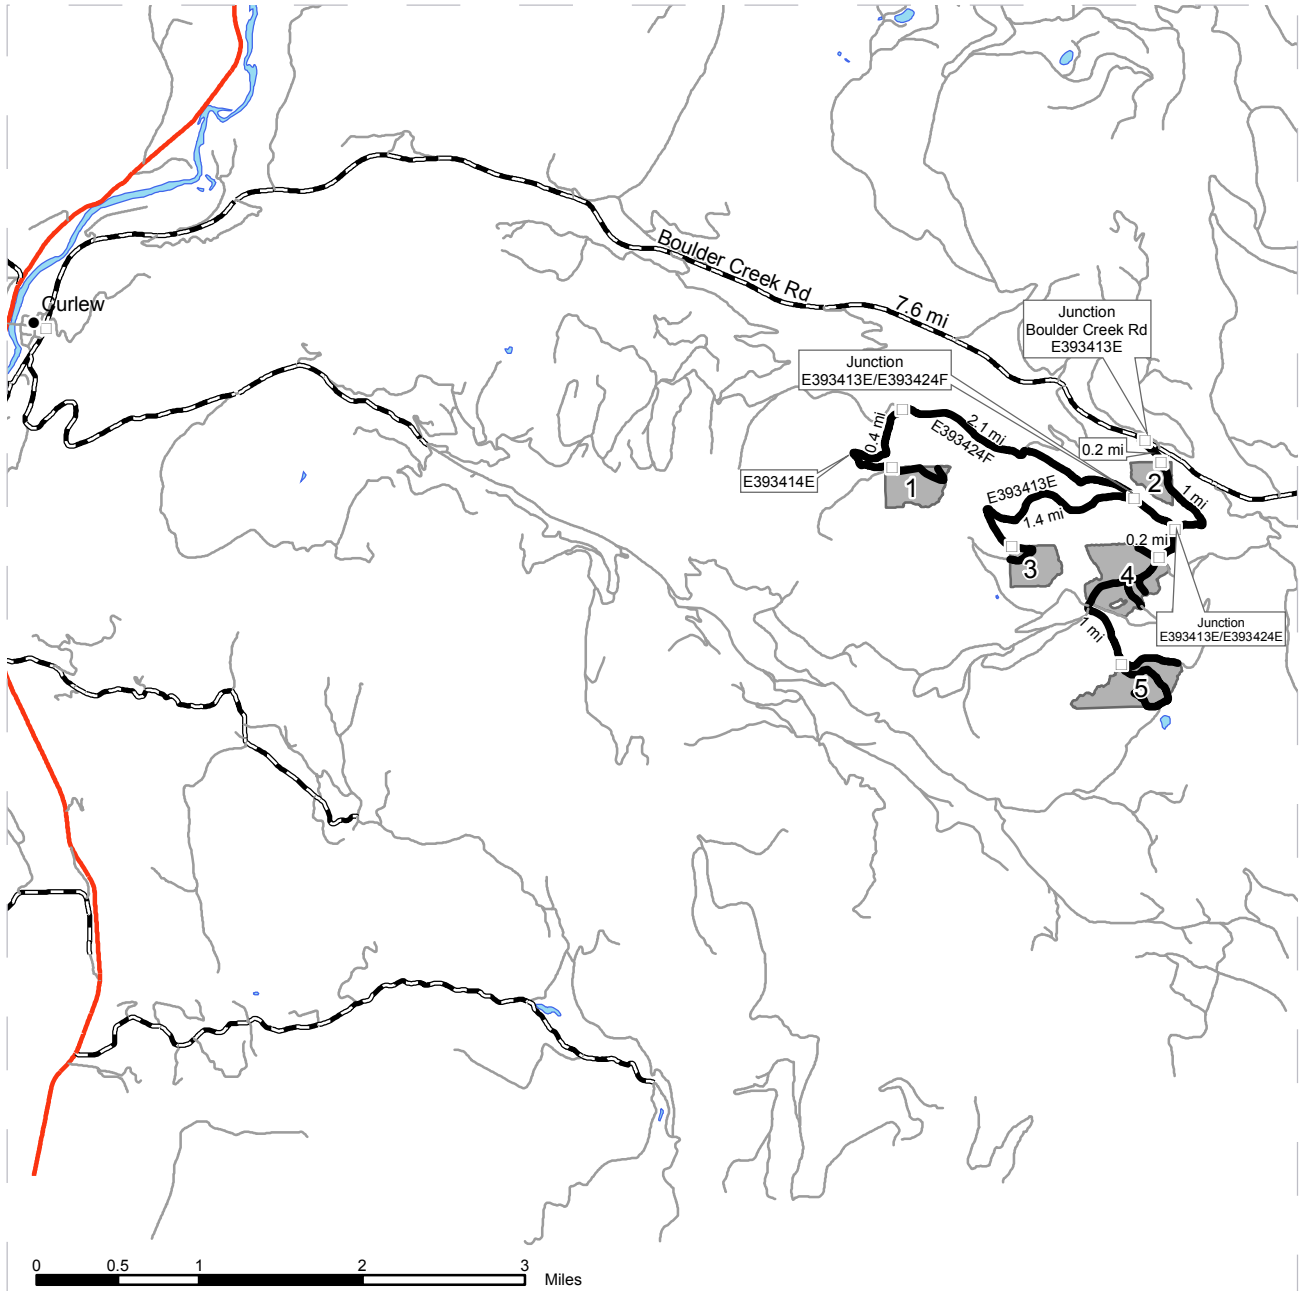 Curlew
Boulder Creek Rd
7.6 mi
Junction
Boulder Creek Rd
E393413E
Junction
E393413E/E393424F
0.4 mi
2.1 mi
E393424F
0.2 mi
E393414E
1
2
1 mi
E393413E
1.4 mi
0.2 mi
3
4
Junction
E393413E/E393424E
1 mi
5
0 0.5 1 2 3
Miles